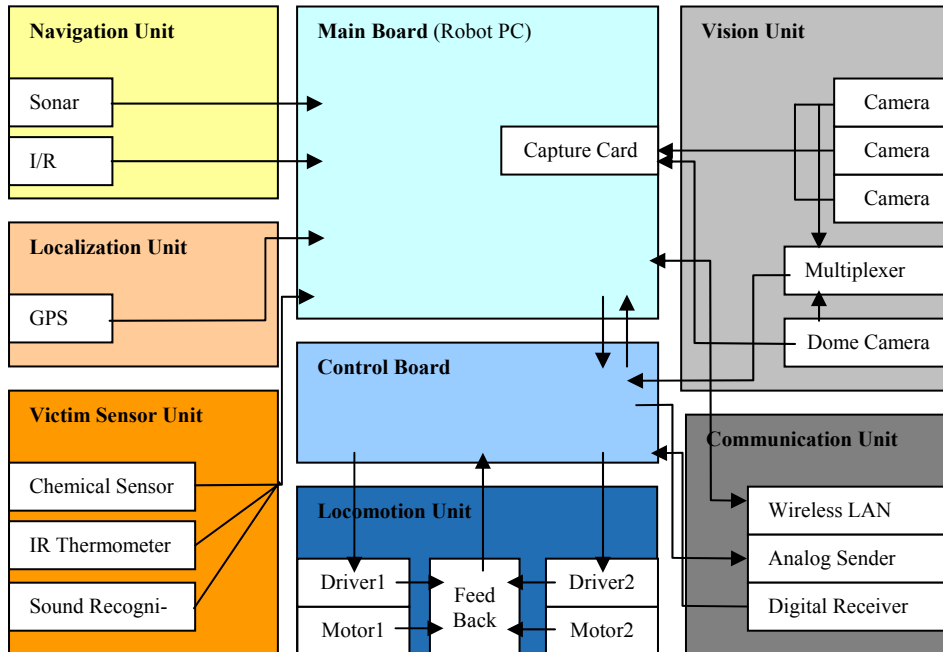 Navigation Unit
Sonar
I/R
Localization Unit
GPS
Victim Sensor Unit
Chemical Sensor
IR Thermometer
Sound Recogni-
Main Board (Robot PC)
Capture Card
Control Board
Locomotion Unit
Driver1
Motor1
Feed
Back
Driver2
Motor2
Vision Unit
Camera
Camera
Camera
Multiplexer
Dome Camera
Communication Unit
Wireless LAN
Analog Sender
Digital Receiver